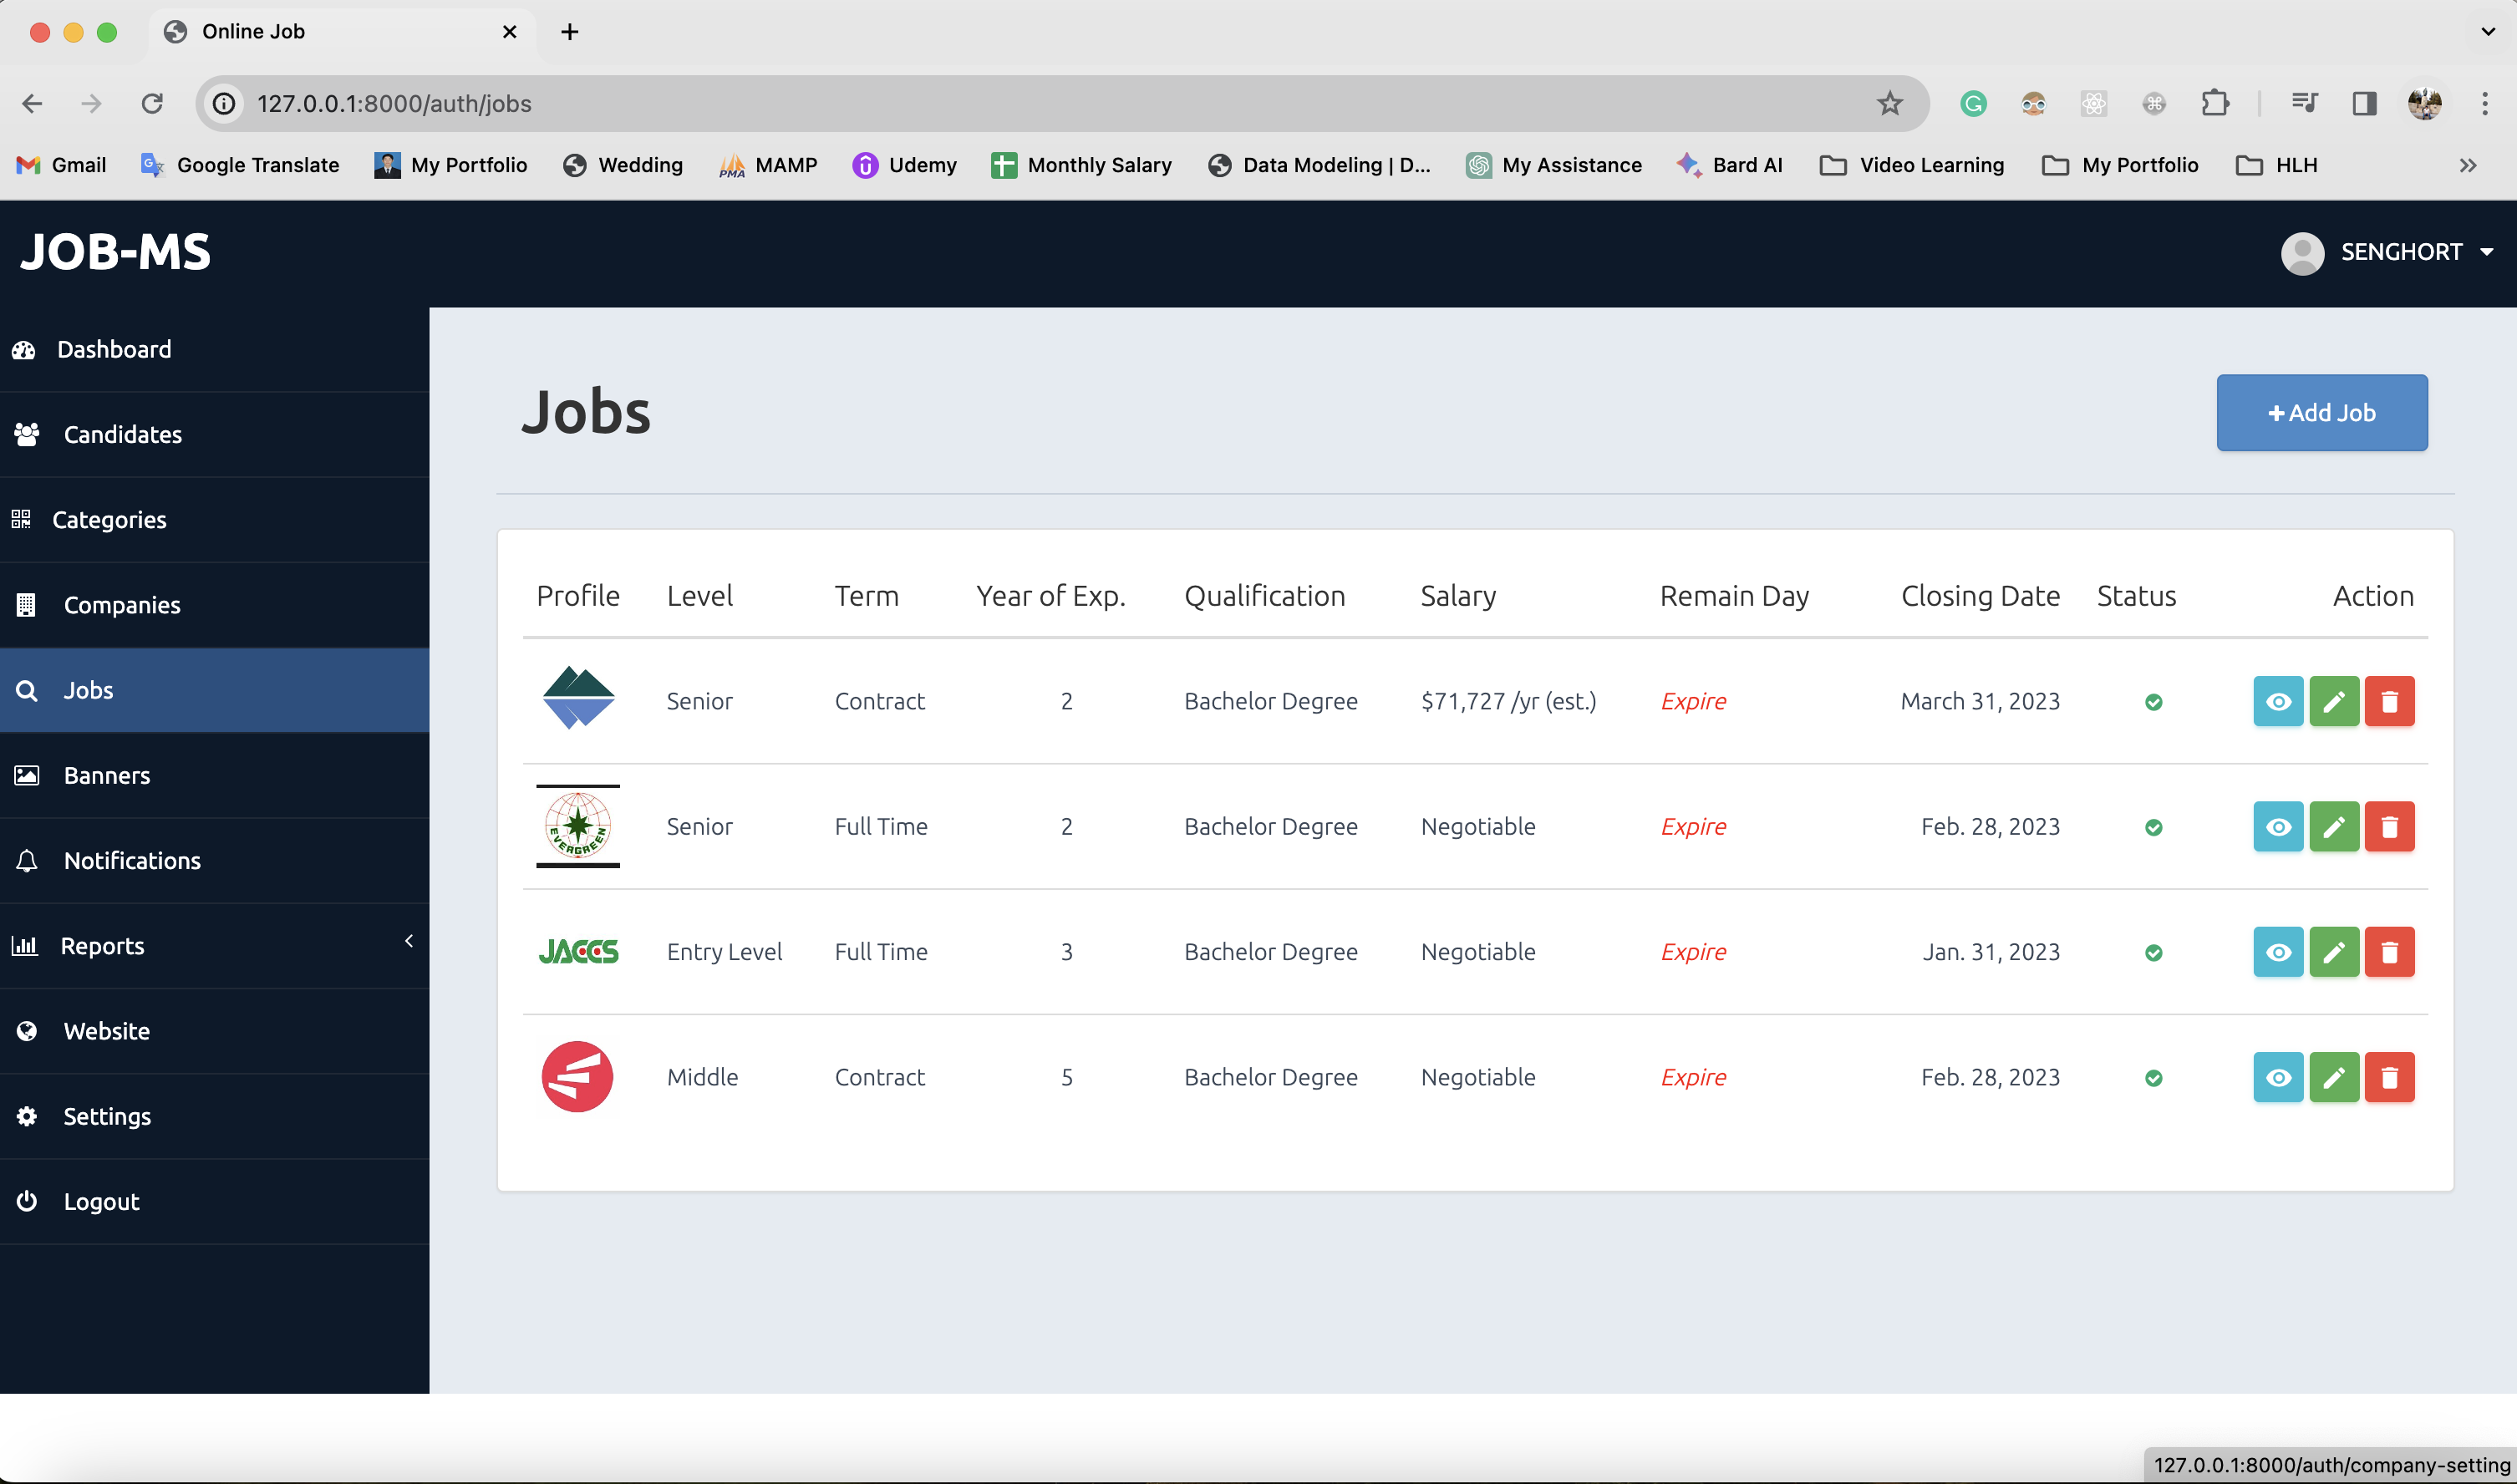 Online Job
127.0.0.1:8000/auth/jobs
Gmail Google Translate My Portfolio Wedding PMA MAMP Udemy Monthly Salary Data Modeling | D... My Assistance Bard AI Video Learning My Portfolio HLH
JOB-MS SENGHORT
Dashboard
Candidates
Categories
Companies
Jobs
Banners
Notifications
Reports
Website
Settings
Logout
Jobs + Add Job
Profile Level Term Year of Exp. Qualification Salary Remain Day Closing Date Status Action
Senior Contract 2 Bachelor Degree $71,727 /yr (est.) Expire March 31, 2023
EVERGREEN Senior Full Time 2 Bachelor Degree Negotiable Expire Feb. 28, 2023
JACCS Entry Level Full Time 3 Bachelor Degree Negotiable Expire Jan. 31, 2023
Middle Contract 5 Bachelor Degree Negotiable Expire Feb. 28, 2023
127.0.0.1:8000/auth/company-setting